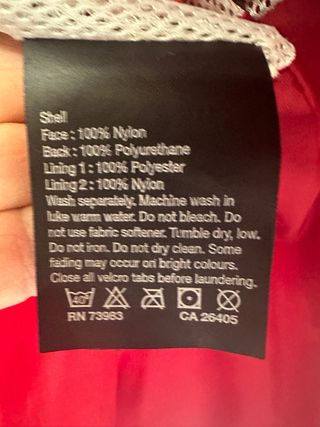 Shell
Face : 100% Nylon
Back : 100% Polyurethane
Lining 1 : 100% Polyester
Lining 2 : 100% Nylon
Wash separately. Machine wash in
luke warm water. Do not bleach. Do
not use fabric softener. Tumble dry, low.
Do not iron. Do not dry clean. Some
fading may occur on bright colours.
Close all velcro tabs before laundering.
40°
RN 73983 CA 26405